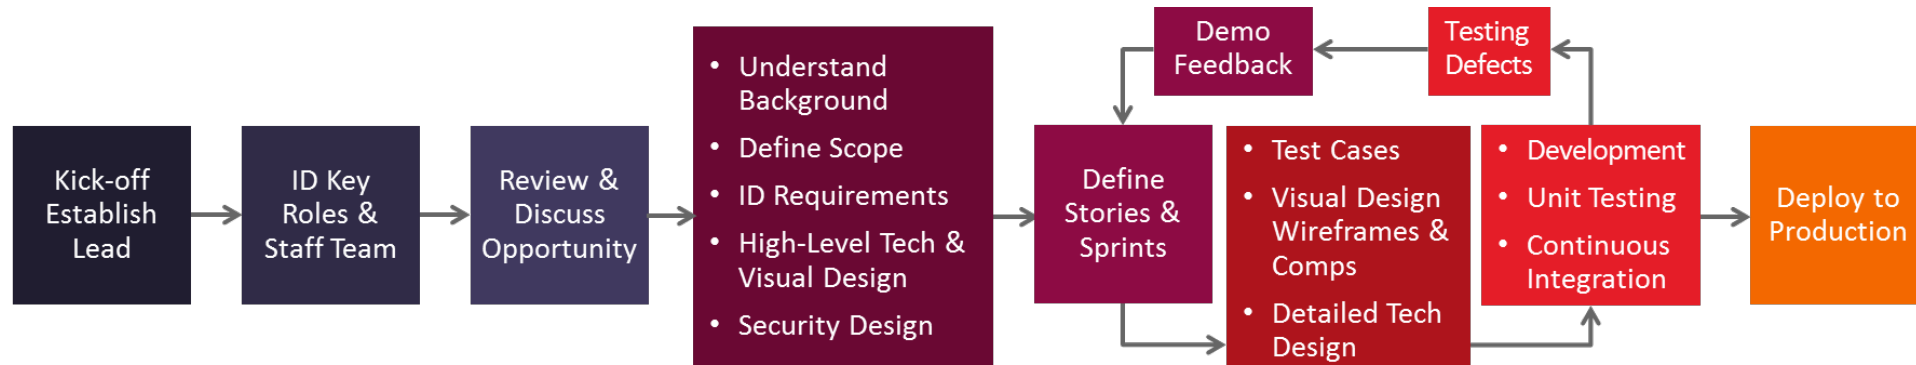 Kick-off
Establish
Lead
ID Key
Roles &
Staff Team
Review &
Discuss
Opportunity
• Understand
Background
• Define Scope
• ID Requirements
• High-Level Tech &
Visual Design
• Security Design
Define
Stories &
Sprints
• Test Cases
• Visual Design
Wireframes &
Comps
• Detailed Tech
Design
• Development
• Unit Testing
• Continuous
Integration
Testing
Defects
Demo
Feedback
Deploy to
Production